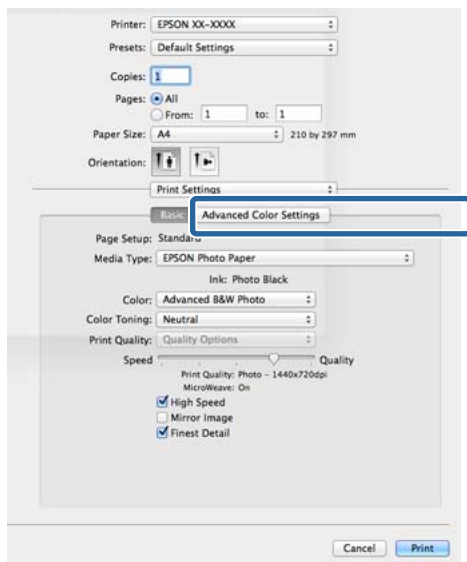 Printer: EPSON XX-XXXX
Presets: Default Settings
Copies: 1
Pages: All
From: 1 to: 1
Paper Size: A4 210 by 297 mm
Orientation:
Print Settings
Basic Advanced Color Settings
Page Setup: Standard
Media Type: EPSON Photo Paper
Ink: Photo Black
Color: Advanced B&W Photo
Color Toning: Neutral
Print Quality: Quality Options
Speed Quality
Print Quality: Photo - 1440x720dpi
MicroWeave: On
High Speed
Mirror Image
Finest Detail
Cancel Print